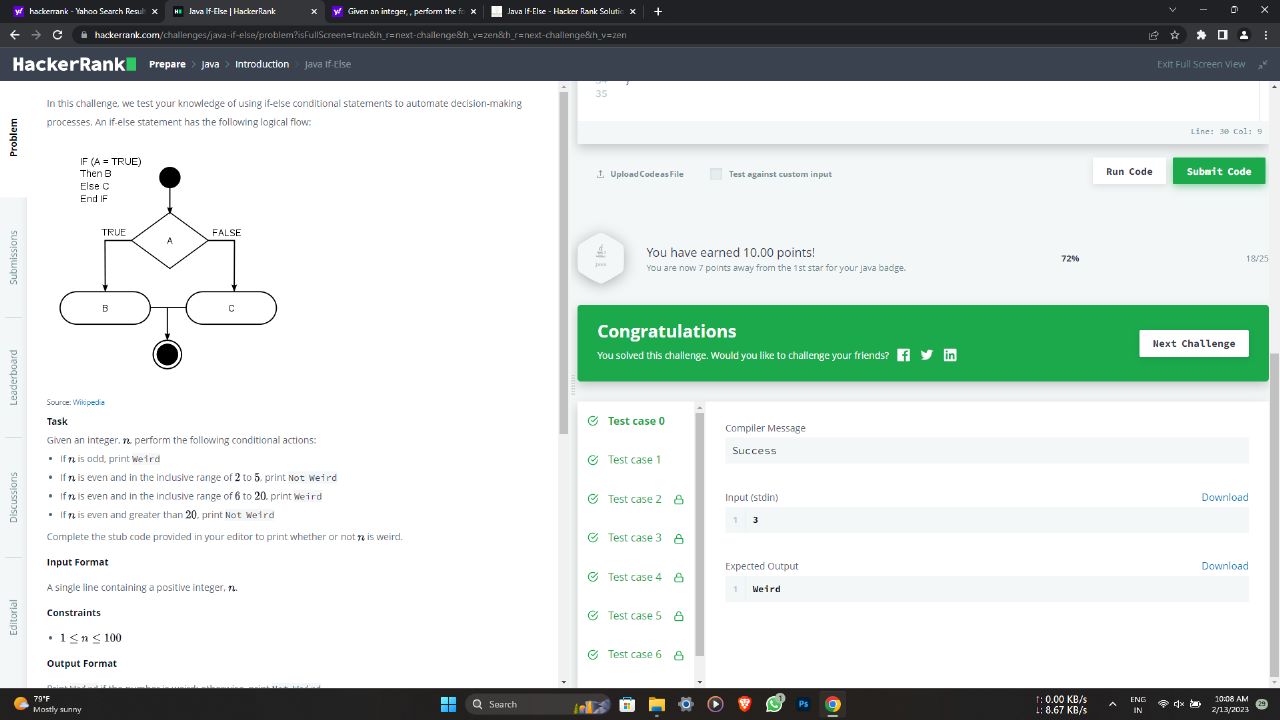 hackerrank - Yahoo Search Resul
Java If-Else | HackerRank
Given an integer, , perform the fo
Java If-Else - Hacker Rank Solutio
hackerrank.com/challenges/java-if-else/problem?isFullScreen=true&h_r=next-challenge&h_v=zen&h_r=next-challenge&h_v=zen
HackerRank
Prepare > Java > Introduction > Java If-Else
Exit Full Screen View
Problem
Submissions
Leaderboard
Discussions
Editorial
In this challenge, we test your knowledge of using if-else conditional statements to automate decision-making
processes. An if-else statement has the following logical flow:
IF (A = TRUE)
Then B
Else C
End IF
TRUE
A
FALSE
B
C
Source: Wikipedia
Task
Given an integer, n, perform the following conditional actions:
• If n is odd, print Weird
• If n is even and in the inclusive range of 2 to 5, print Not Weird
• If n is even and in the inclusive range of 6 to 20, print Weird
• If n is even and greater than 20, print Not Weird
Complete the stub code provided in your editor to print whether or not n is weird.
Input Format
A single line containing a positive integer, n.
Constraints
• 1 ≤ n ≤ 100
Output Format
35
Line: 30 Col: 9
Upload Code as File
Test against custom input
Run Code
Submit Code
You have earned 10.00 points!
You are now 7 points away from the 1st star for your java badge.
72%
18/25
Congratulations
You solved this challenge. Would you like to challenge your friends?
Next Challenge
Test case 0
Test case 1
Test case 2
Test case 3
Test case 4
Test case 5
Test case 6
Compiler Message
Success
Input (stdin)
Download
1 3
Expected Output
Download
1 Weird
79°F
Mostly sunny
Search
1
Ps
↑: 0.00 KB/s
↓: 8.67 KB/s
ENG
IN
10:08 AM
2/13/2023
29